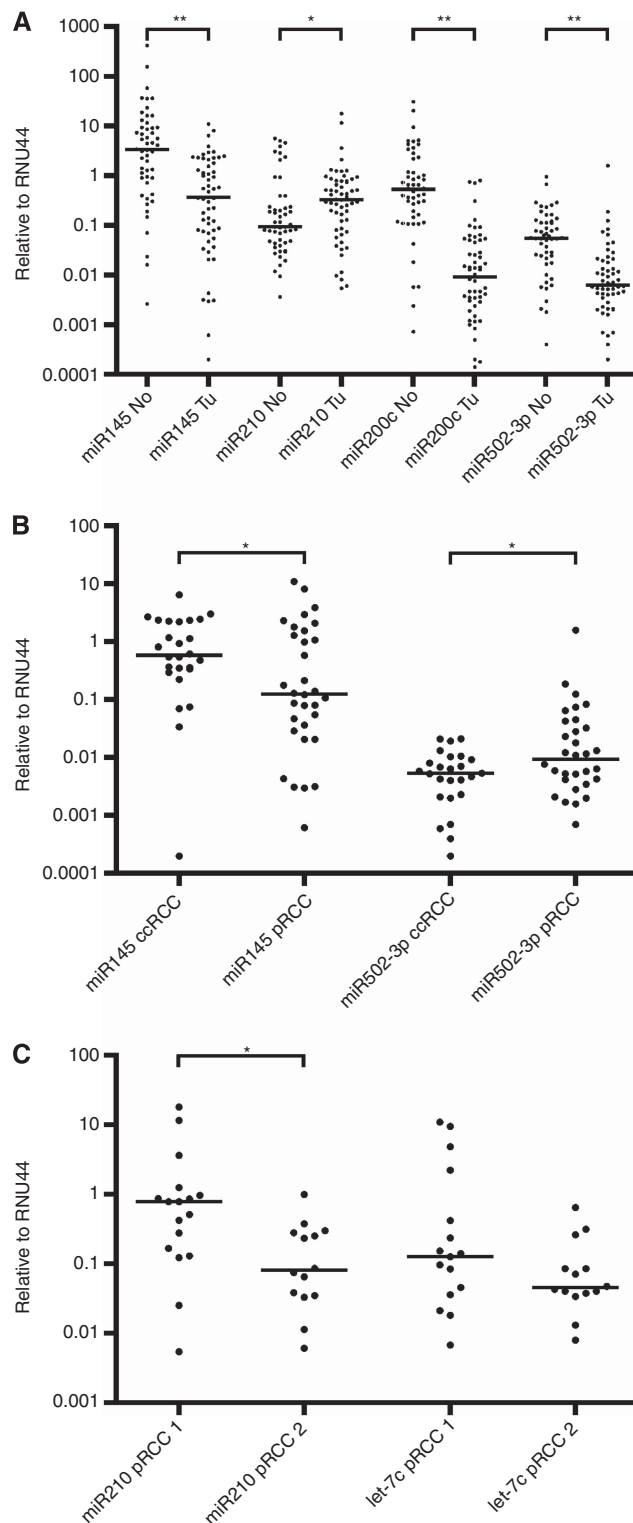 A
** * ** **
1000
100
10
1
0.1
0.01
0.001
0.0001
Relative to RNU44
miR145 No
miR145 Tu
miR210 No
miR210 Tu
miR200c No
miR200c Tu
miR502-3p No
miR502-3p Tu
B
* *
100
10
1
0.1
0.01
0.001
0.0001
Relative to RNU44
miR145 ccRCC
miR145 pRCC
miR502-3p ccRCC
miR502-3p pRCC
C
*
100
10
1
0.1
0.01
0.001
Relative to RNU44
miR210 pRCC 1
miR210 pRCC 2
let-7c pRCC 1
let-7c pRCC 2